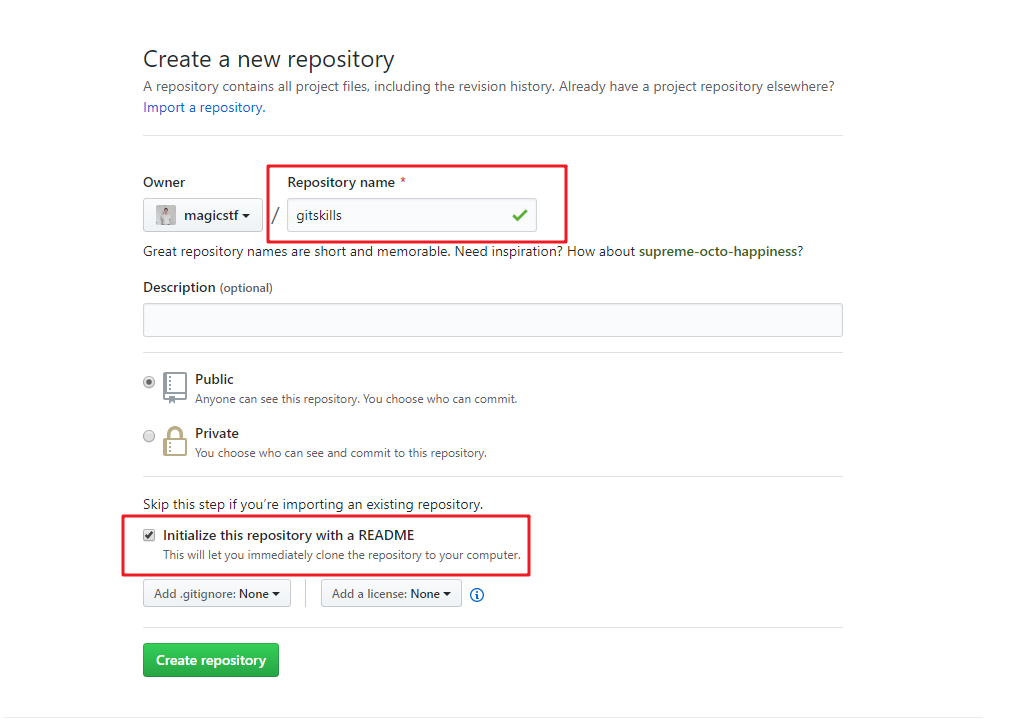 Create a new repository
A repository contains all project files, including the revision history. Already have a project repository elsewhere?
Import a repository.
Owner
Repository name *
magicstf
/
gitskills
Great repository names are short and memorable. Need inspiration? How about supreme-octo-happiness?
Description (optional)
Public
Anyone can see this repository. You choose who can commit.
Private
You choose who can see and commit to this repository.
Skip this step if you’re importing an existing repository.
Initialize this repository with a README
This will let you immediately clone the repository to your computer.
Add .gitignore: None
Add a license: None
Create repository